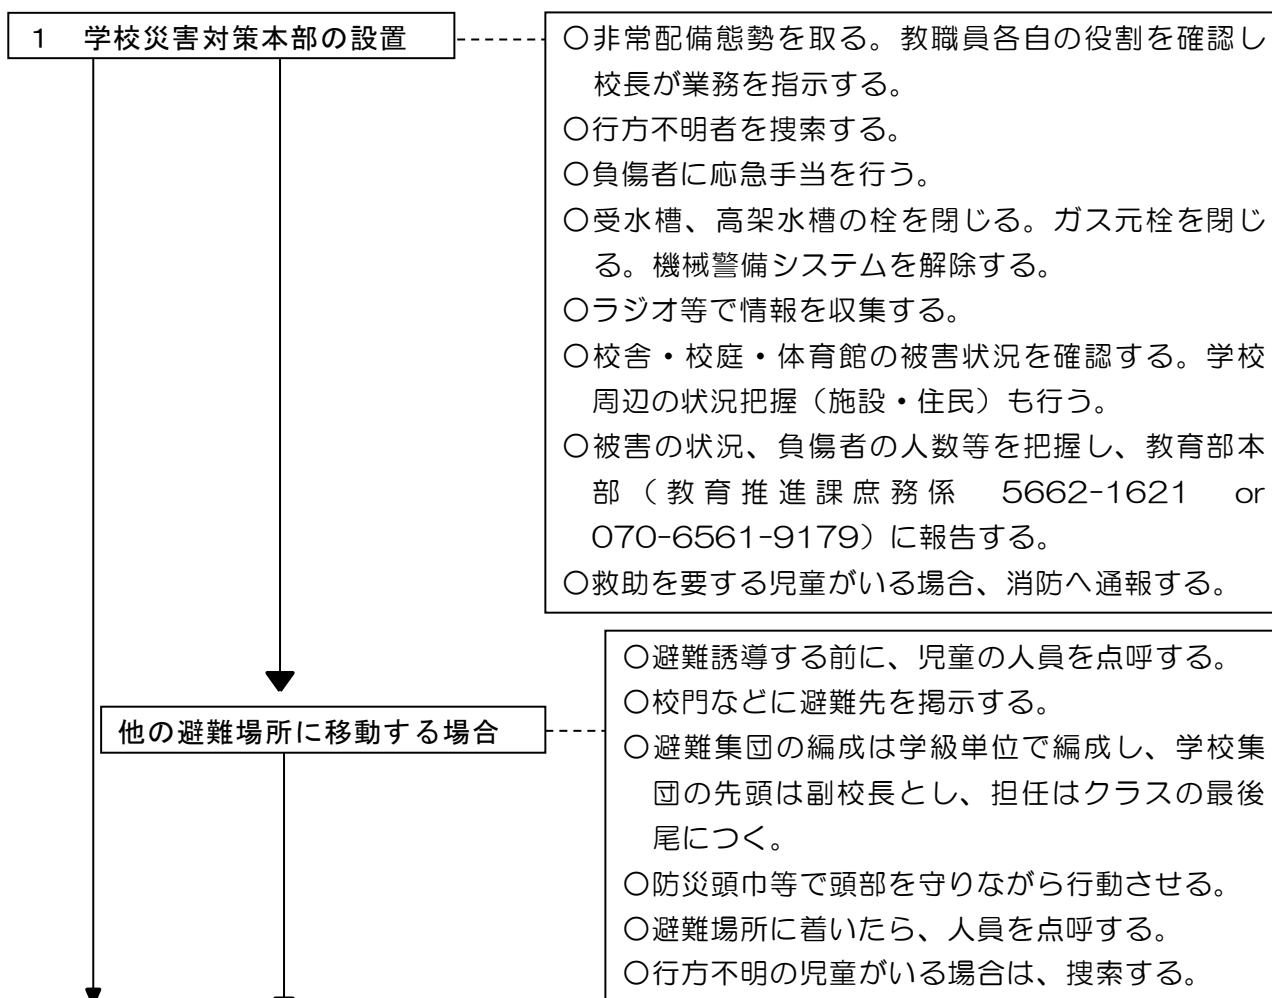 1　学校災害対策本部の設置
〇非常配備態勢を取る。教職員各自の役割を確認し
校長が業務を指示する。
〇行方不明者を捜索する。
〇負傷者に応急手当を行う。
〇受水槽、高架水槽の栓を閉じる。ガス元栓を閉じ
る。機械警備システムを解除する。
〇ラジオ等で情報を収集する。
〇校舎・校庭・体育館の被害状況を確認する。学校
周辺の状況把握（施設・住民）も行う。
〇被害の状況、負傷者の人数等を把握し、教育部本
部（教育推進課庶務係　5662-1621　or
070-6561-9179）に報告する。
〇救助を要する児童がいる場合、消防へ通報する。
他の避難場所に移動する場合
〇避難誘導する前に、児童の人員を点呼する。
〇校門などに避難先を掲示する。
〇避難集団の編成は学級単位で編成し、学校集
団の先頭は副校長とし、担任はクラスの最後
尾につく。
〇防災頭巾等で頭部を守りながら行動させる。
〇避難場所に着いたら、人員を点呼する。
〇行方不明の児童がいる場合は、捜索する。